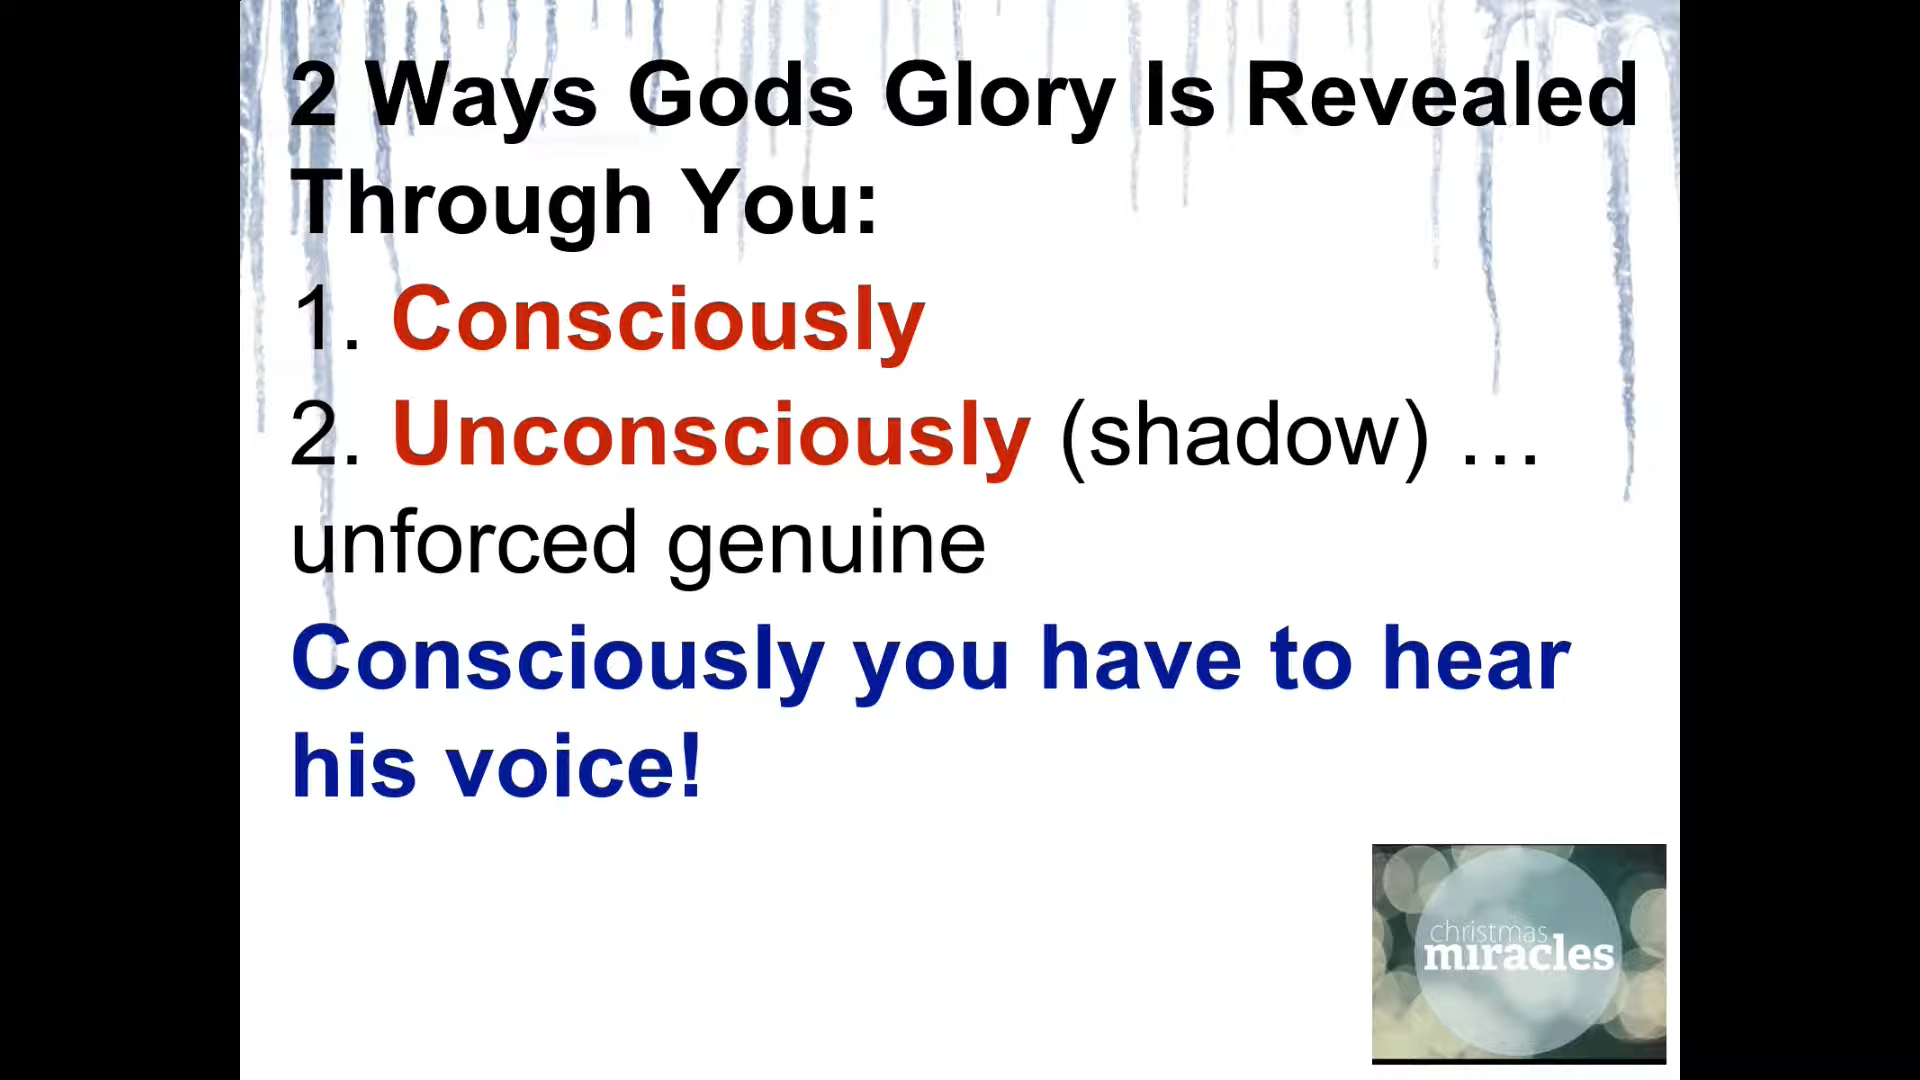 2 Ways Gods Glory Is Revealed
Through You:
1. Consciously
2. Unconsciously (shadow) …
unforced genuine
Consciously you have to hear
his voice!
christmas
miracles